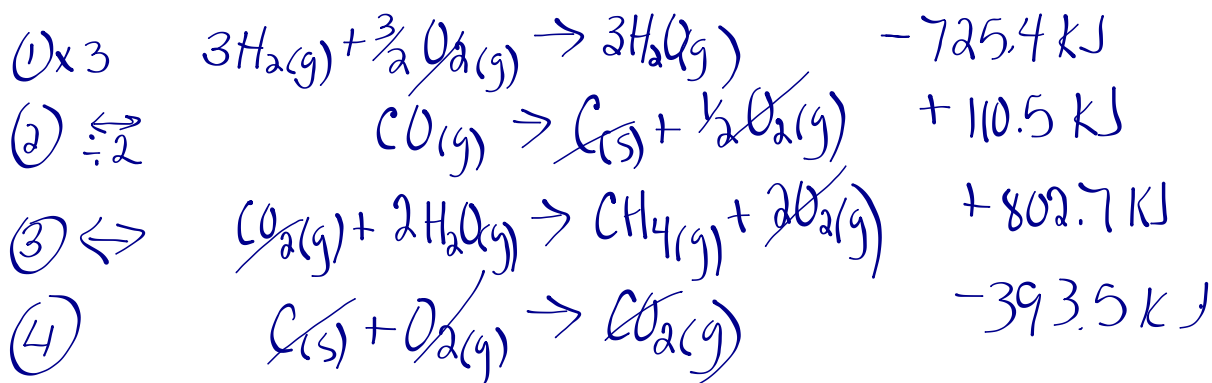 ① x 3 3H₂(g) + 3/2 O₂(g) → 3H₂O(g) - 725.4 kJ
② ↔ ÷2 CO(g) → C(s) + 1/2 O₂(g) + 110.5 kJ
③ ⇔ CO₂(g) + 2H₂O(g) → CH₄(g) + 2O₂(g) + 802.7 kJ
④ C(s) + O₂(g) → CO₂(g) - 393.5 kJ